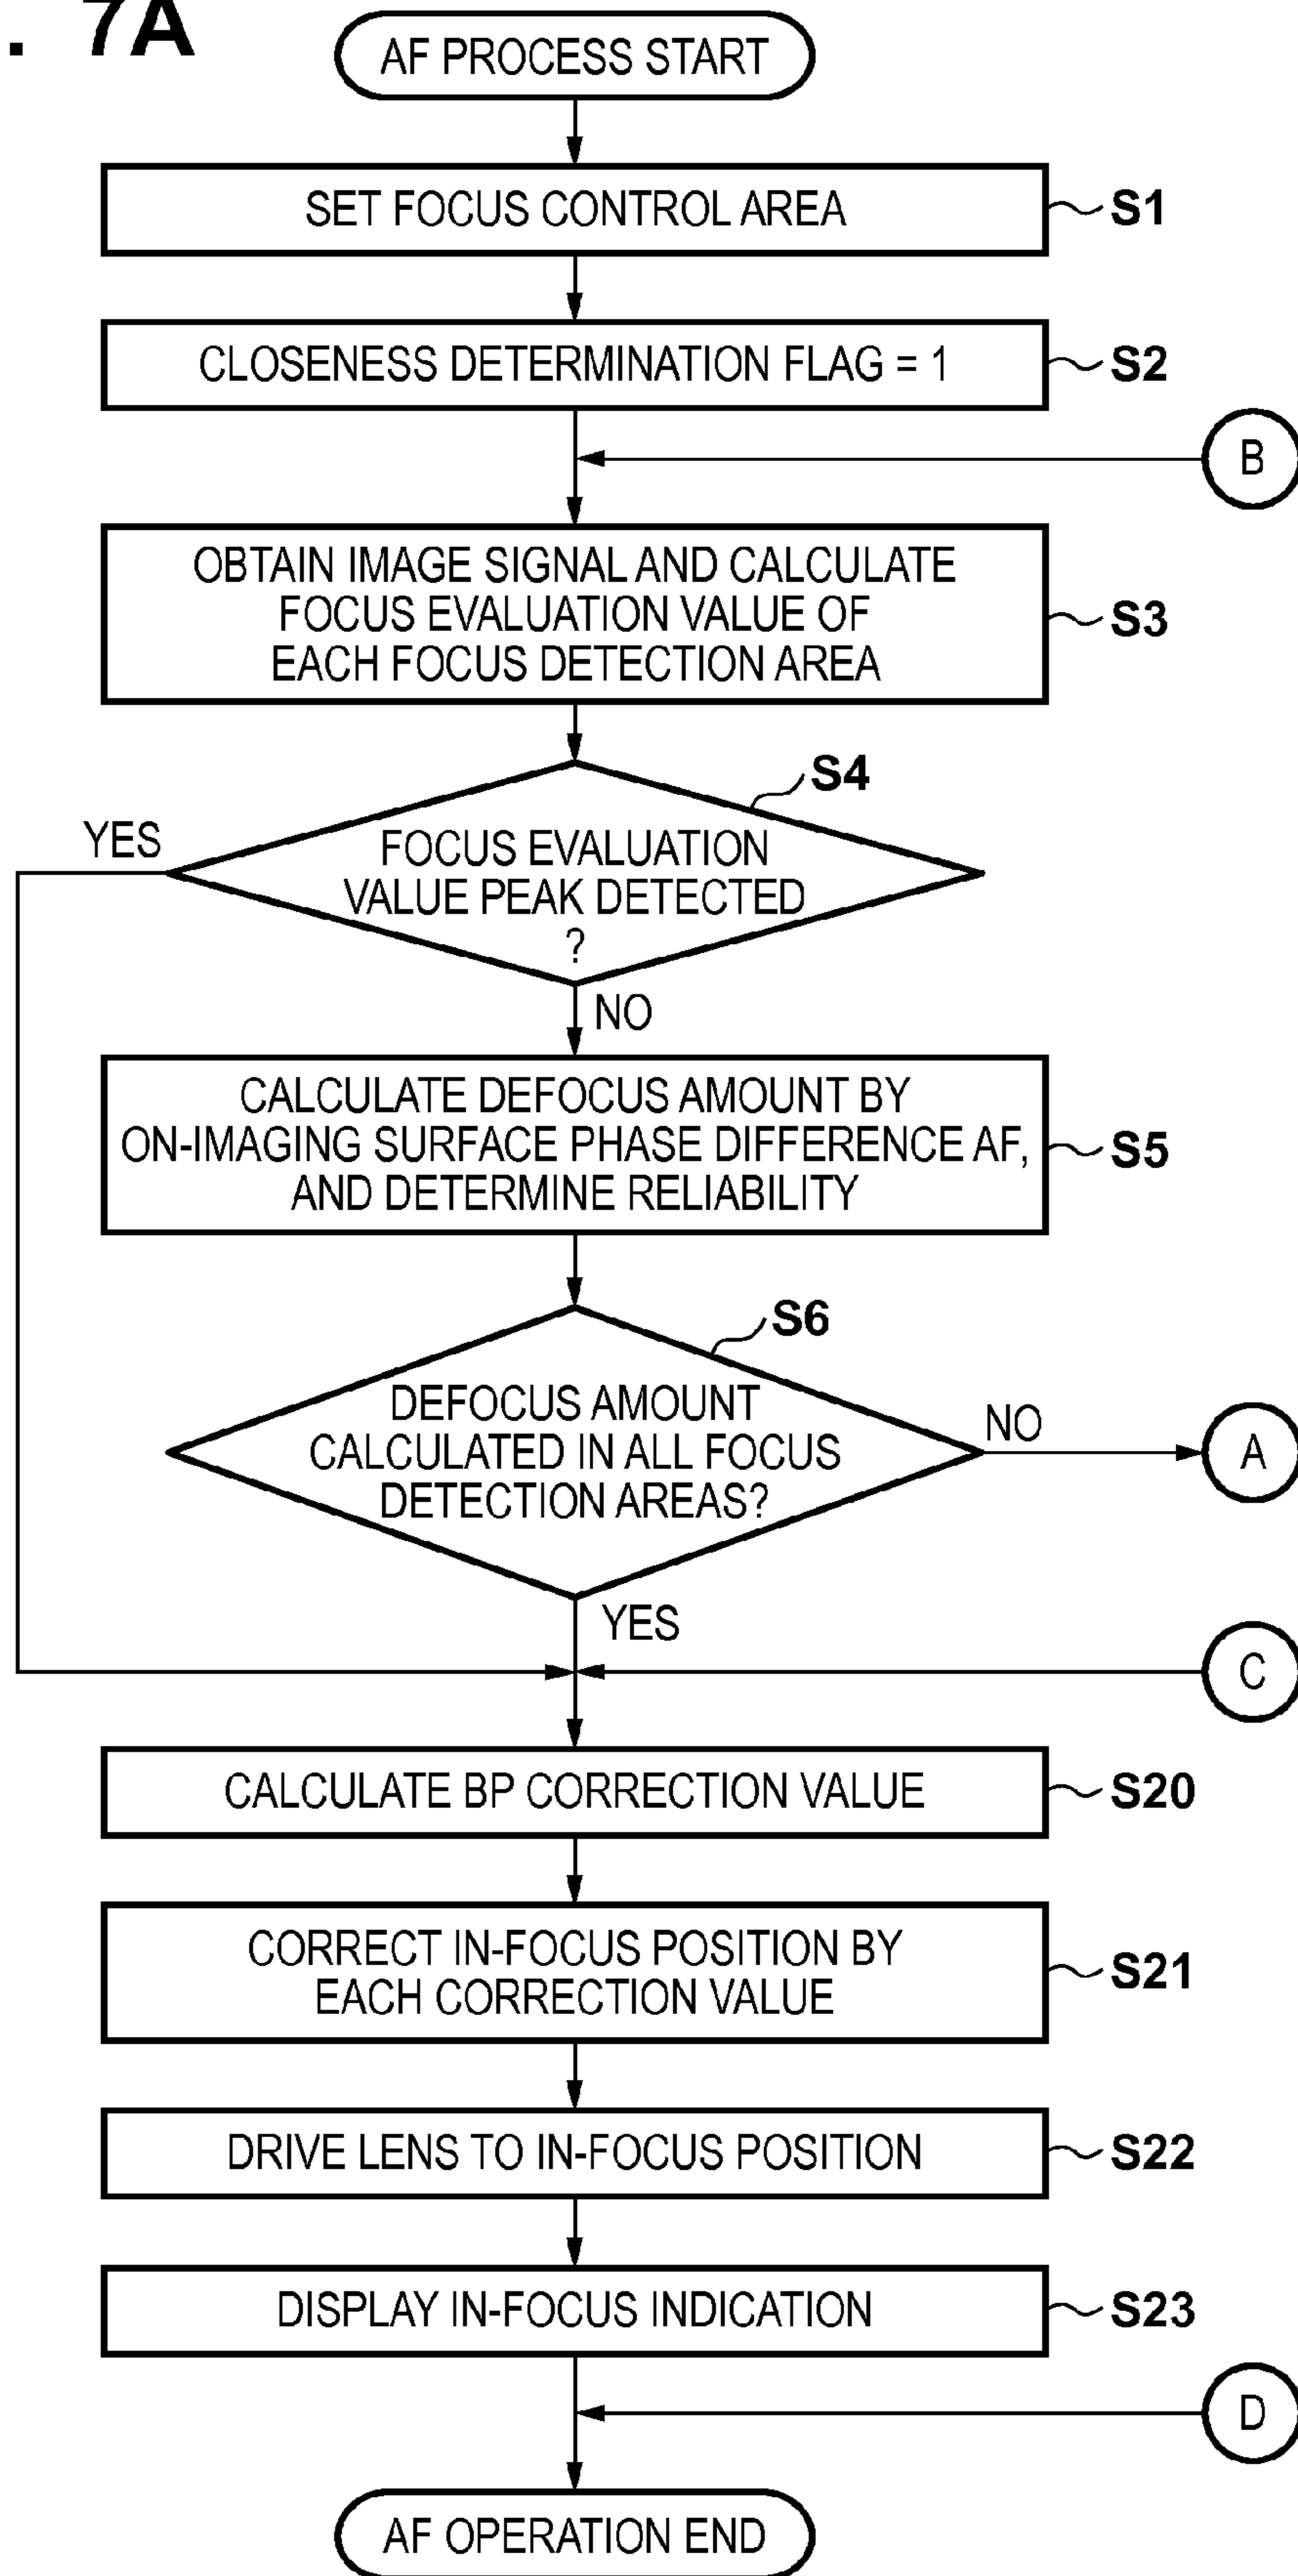 . 7A
AF PROCESS START
SET FOCUS CONTROL AREA
S1
CLOSENESS DETERMINATION FLAG = 1
S2
B
OBTAIN IMAGE SIGNAL AND CALCULATE
FOCUS EVALUATION VALUE OF
EACH FOCUS DETECTION AREA
S3
S4
YES
FOCUS EVALUATION
VALUE PEAK DETECTED
?
NO
CALCULATE DEFOCUS AMOUNT BY
ON-IMAGING SURFACE PHASE DIFFERENCE AF,
AND DETERMINE RELIABILITY
S5
S6
DEFOCUS AMOUNT
CALCULATED IN ALL FOCUS
DETECTION AREAS?
NO
A
YES
C
CALCULATE BP CORRECTION VALUE
S20
CORRECT IN-FOCUS POSITION BY
EACH CORRECTION VALUE
S21
DRIVE LENS TO IN-FOCUS POSITION
S22
DISPLAY IN-FOCUS INDICATION
S23
D
AF OPERATION END